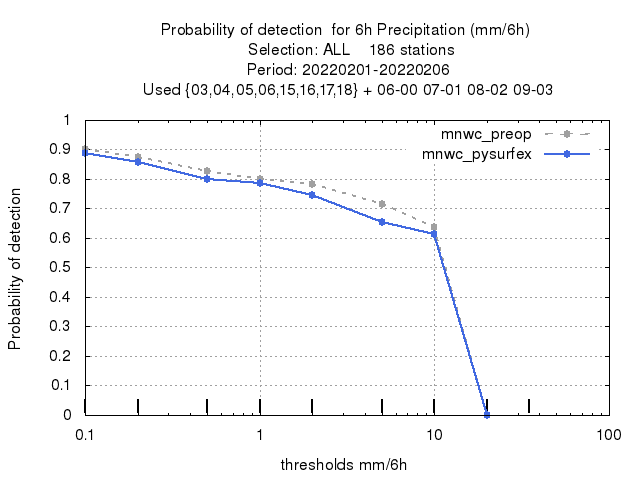 Probability of detection  for 6h Precipitation (mm/6h)
Selection: ALL    186 stations
Period: 20220201-20220206
Used {03,04,05,06,15,16,17,18} + 06-00 07-01 08-02 09-03
mnwc_preop
mnwc_pysurfex
Probability of detection
1
0.9
0.8
0.7
0.6
0.5
0.4
0.3
0.2
0.1
0
0.1 1 10 100
thresholds mm/6h